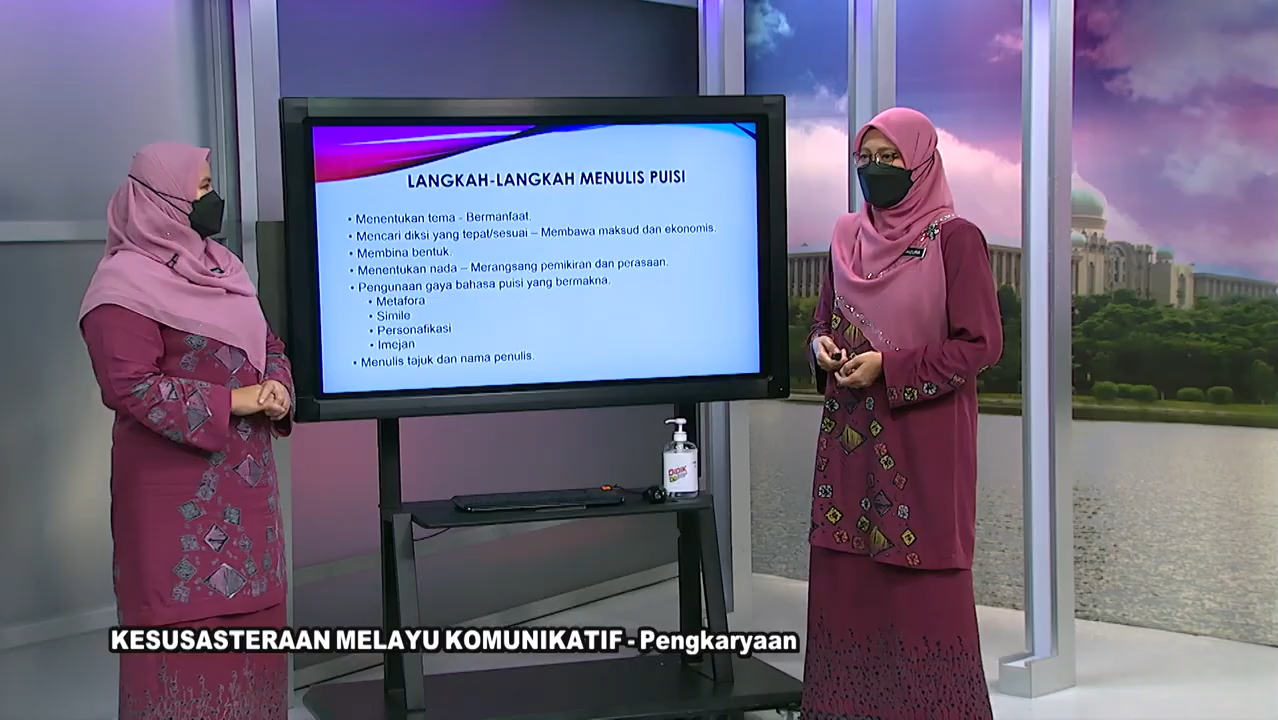 LANGKAH-LANGKAH MENULIS PUISI
• Menentukan tema - Bermanfaat.
• Mencari diksi yang tepat/sesuai – Membawa maksud dan ekonomis.
• Membina bentuk.
• Menentukan nada – Merangsang pemikiran dan perasaan.
• Pengunaan gaya bahasa puisi yang bermakna.
• Metafora
• Simile
• Personafikasi
• Imejan
• Menulis tajuk dan nama penulis.
DIDIK
KESUSASTERAAN MELAYU KOMUNIKATIF - Pengkaryaan